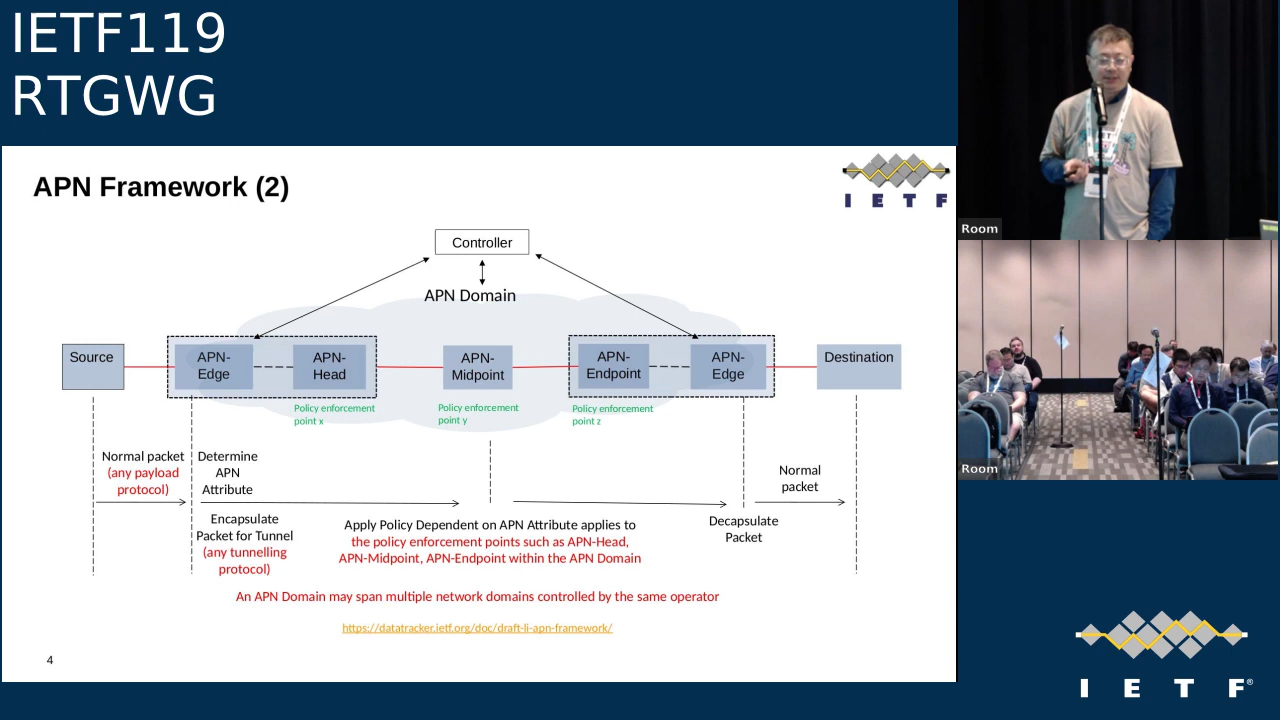 IETF119
RTGWG
APN Framework (2)
I E T F
Controller
APN Domain
Source
APN-
Edge
APN-
Head
APN-
Midpoint
APN-
Endpoint
APN-
Edge
Destination
Policy enforcement
point x
Policy enforcement
point y
Policy enforcement
point z
Normal packet
(any payload
protocol)
Determine
APN
Attribute
Encapsulate
Packet for Tunnel
(any tunnelling
protocol)
Apply Policy Dependent on APN Attribute applies to
the policy enforcement points such as APN-Head,
APN-Midpoint, APN-Endpoint within the APN Domain
Decapsulate
Packet
Normal
packet
An APN Domain may span multiple network domains controlled by the same operator
https://datatracker.ietf.org/doc/draft-li-apn-framework/
4
Room
Room
I E T F®